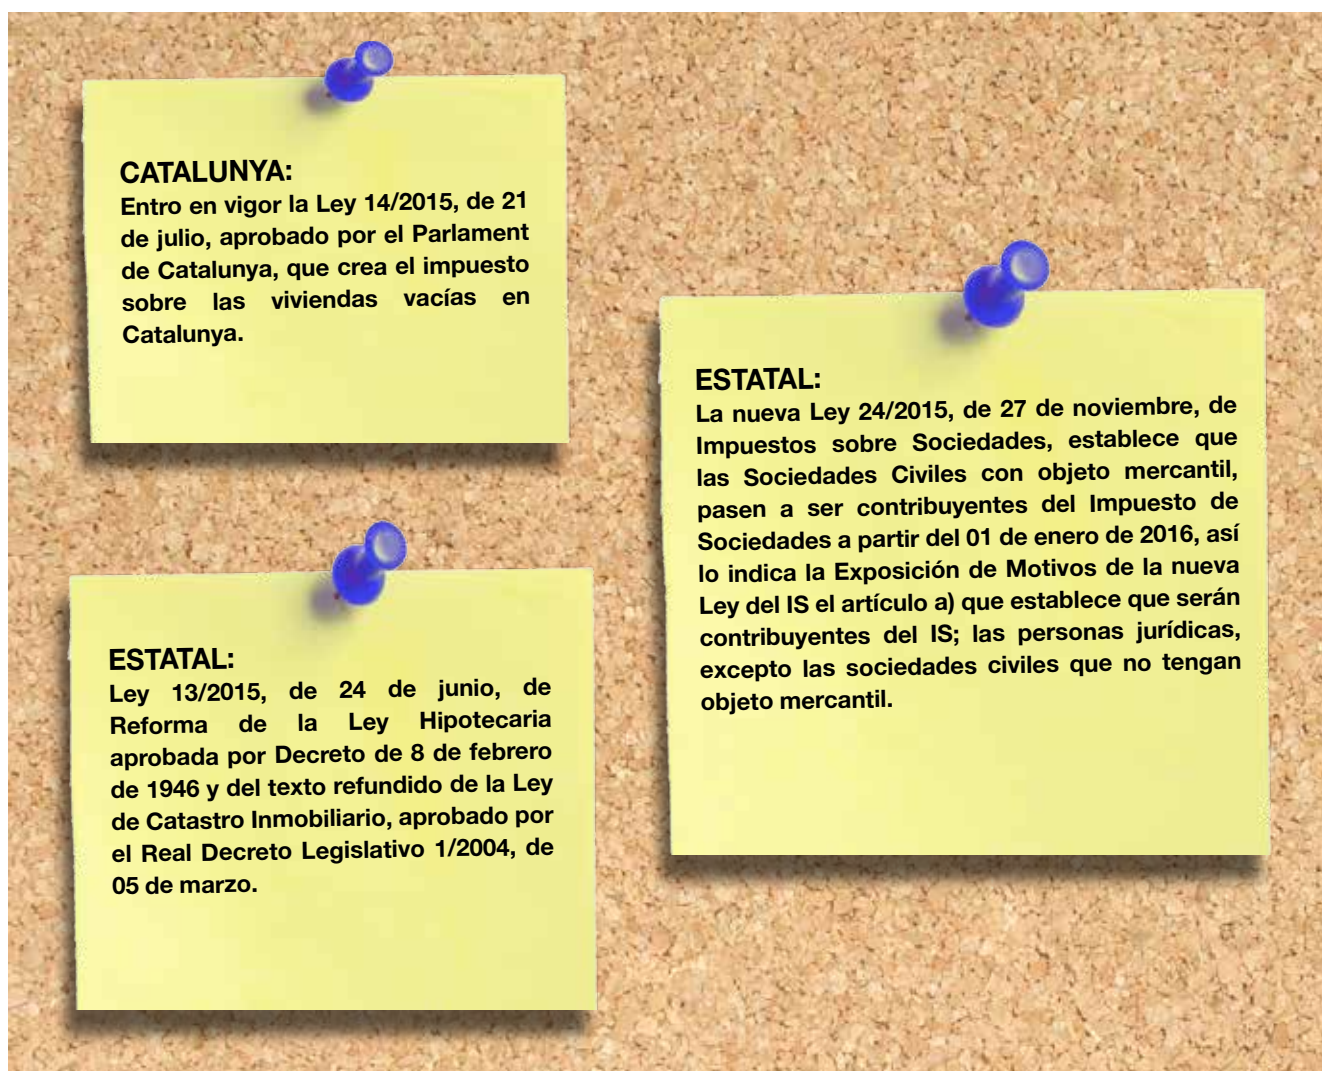 CATALUNYA:
Entro en vigor la Ley 14/2015, de 21
de julio, aprobado por el Parlament
de Catalunya, que crea el impuesto
sobre las viviendas vacías en
Catalunya.
ESTATAL:
Ley 13/2015, de 24 de junio, de
Reforma de la Ley Hipotecaria
aprobada por Decreto de 8 de febrero
de 1946 y del texto refundido de la Ley
de Catastro Inmobiliario, aprobado por
el Real Decreto Legislativo 1/2004, de
05 de marzo.
ESTATAL:
La nueva Ley 24/2015, de 27 de noviembre, de
Impuestos sobre Sociedades, establece que
las Sociedades Civiles con objeto mercantil,
pasen a ser contribuyentes del Impuesto de
Sociedades a partir del 01 de enero de 2016, así
lo indica la Exposición de Motivos de la nueva
Ley del IS el artículo a) que establece que serán
contribuyentes del IS; las personas jurídicas,
excepto las sociedades civiles que no tengan
objeto mercantil.